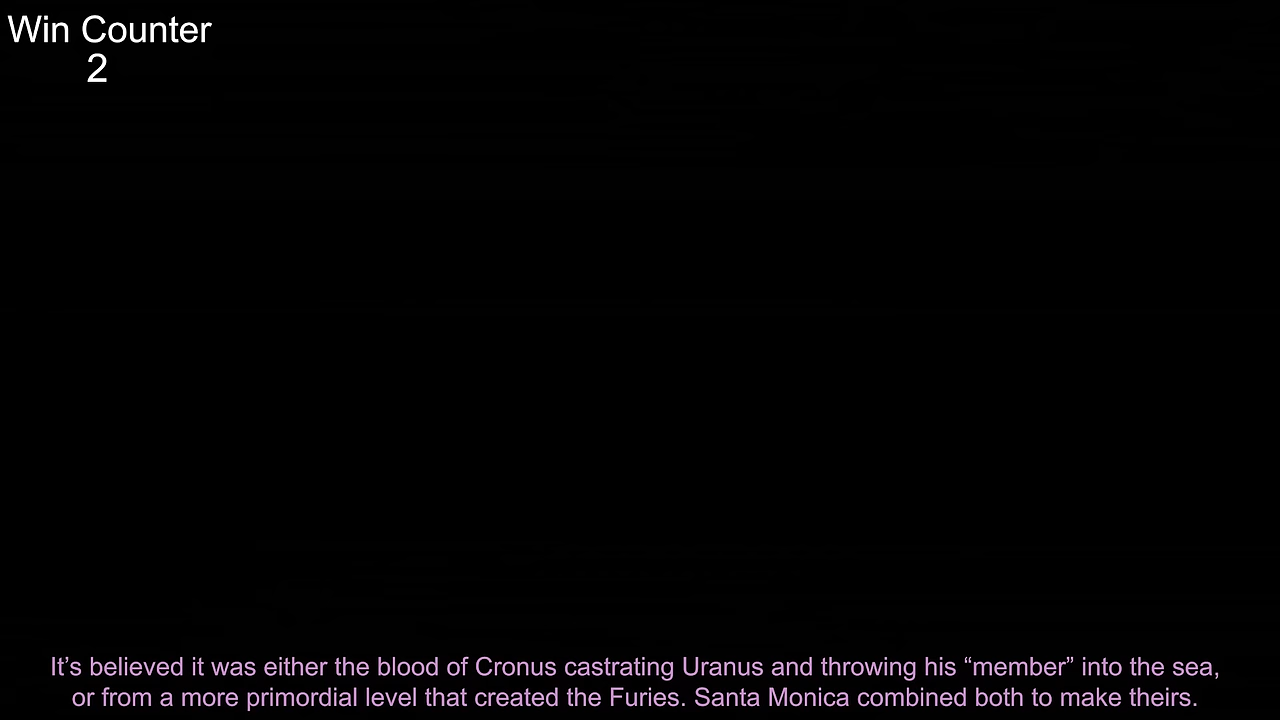 Win Counter
2
It’s believed it was either the blood of Cronus castrating Uranus and throwing his “member” into the sea,
or from a more primordial level that created the Furies. Santa Monica combined both to make theirs.